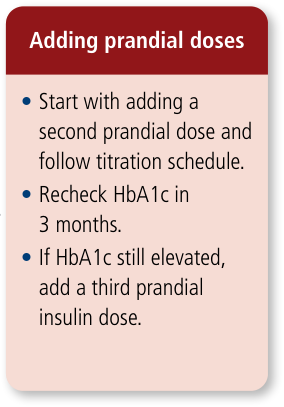 Adding prandial doses
• Start with adding a
second prandial dose and
follow titration schedule.
• Recheck HbA1c in
3 months.
• If HbA1c still elevated,
add a third prandial
insulin dose.